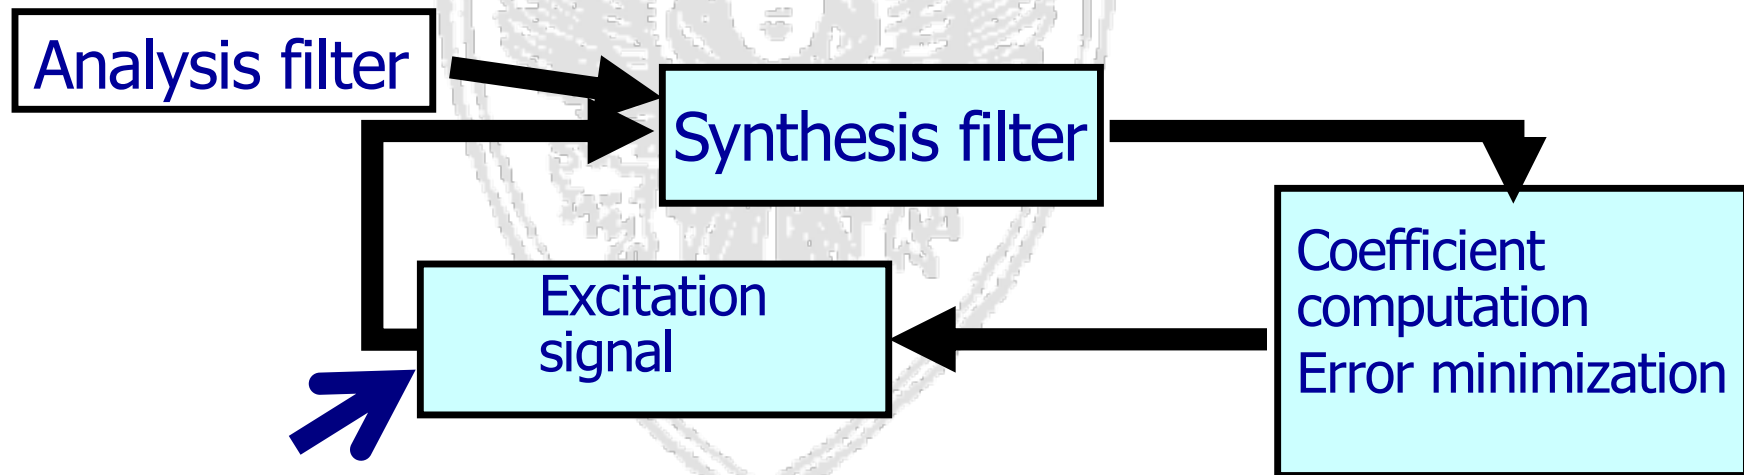 Analysis filter
Synthesis filter
Excitation
signal
Coefficient
computation
Error minimization